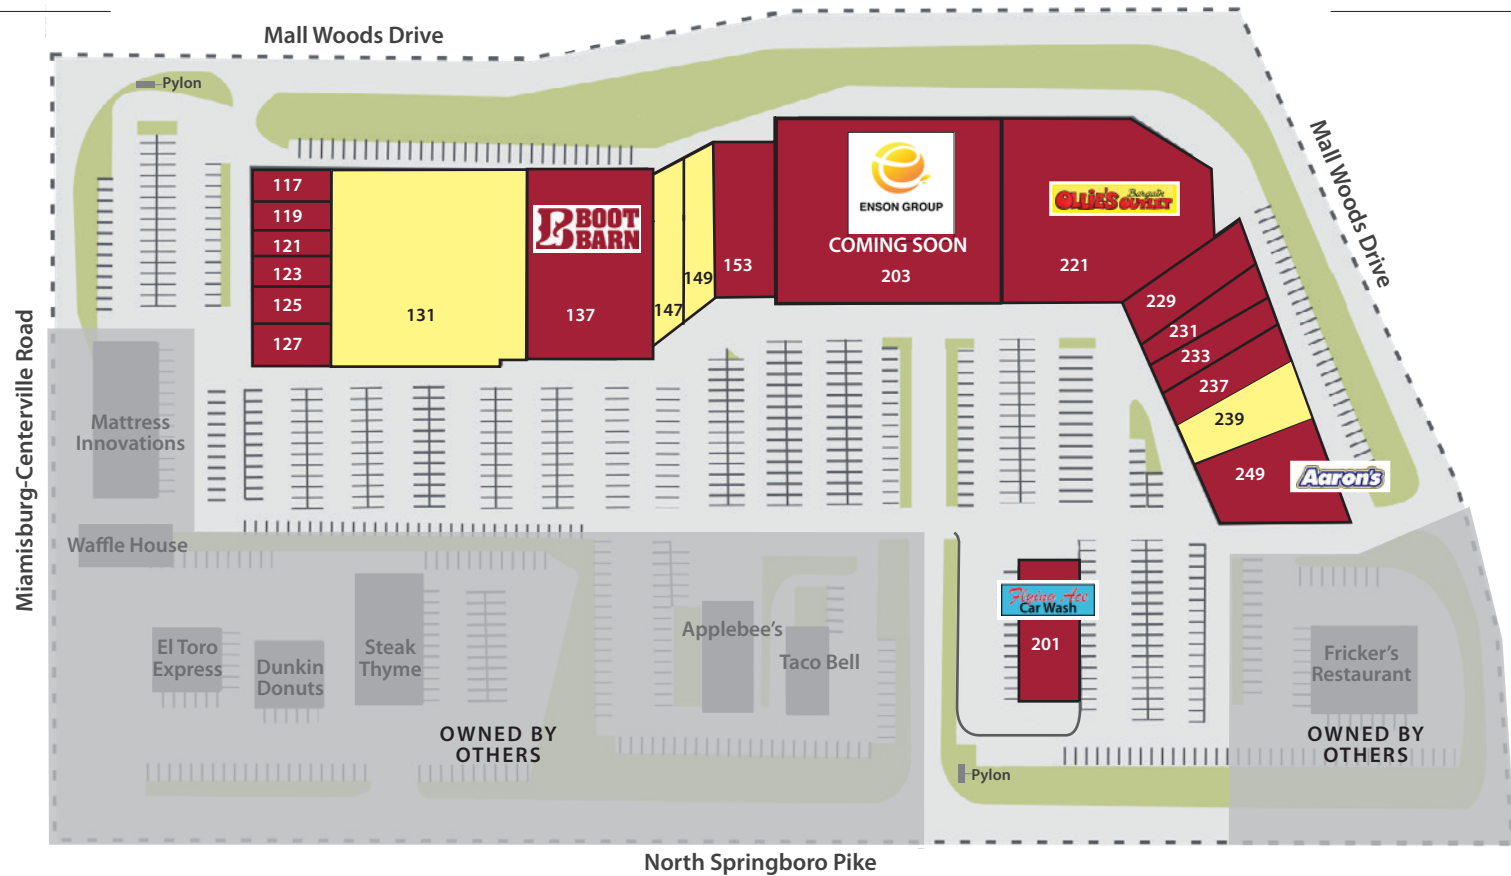 Mall Woods Drive
Pylon
Mall Woods Drive
Miamisburg-Centerville Road
117
119
121
123
125
127
131
BOOT
BARN
137
147
149
153
ENSON GROUP
COMING SOON
203
OLLIE'S Bargain
OUTLET
221
229
231
233
237
239
249
Aaron's
Mattress
Innovations
Waffle House
El Toro
Express
Dunkin
Donuts
Steak
Thyme
Applebee's
Taco Bell
OWNED BY
OTHERS
Flying Ace
Car Wash
201
Pylon
Fricker's
Restaurant
OWNED BY
OTHERS
North Springboro Pike